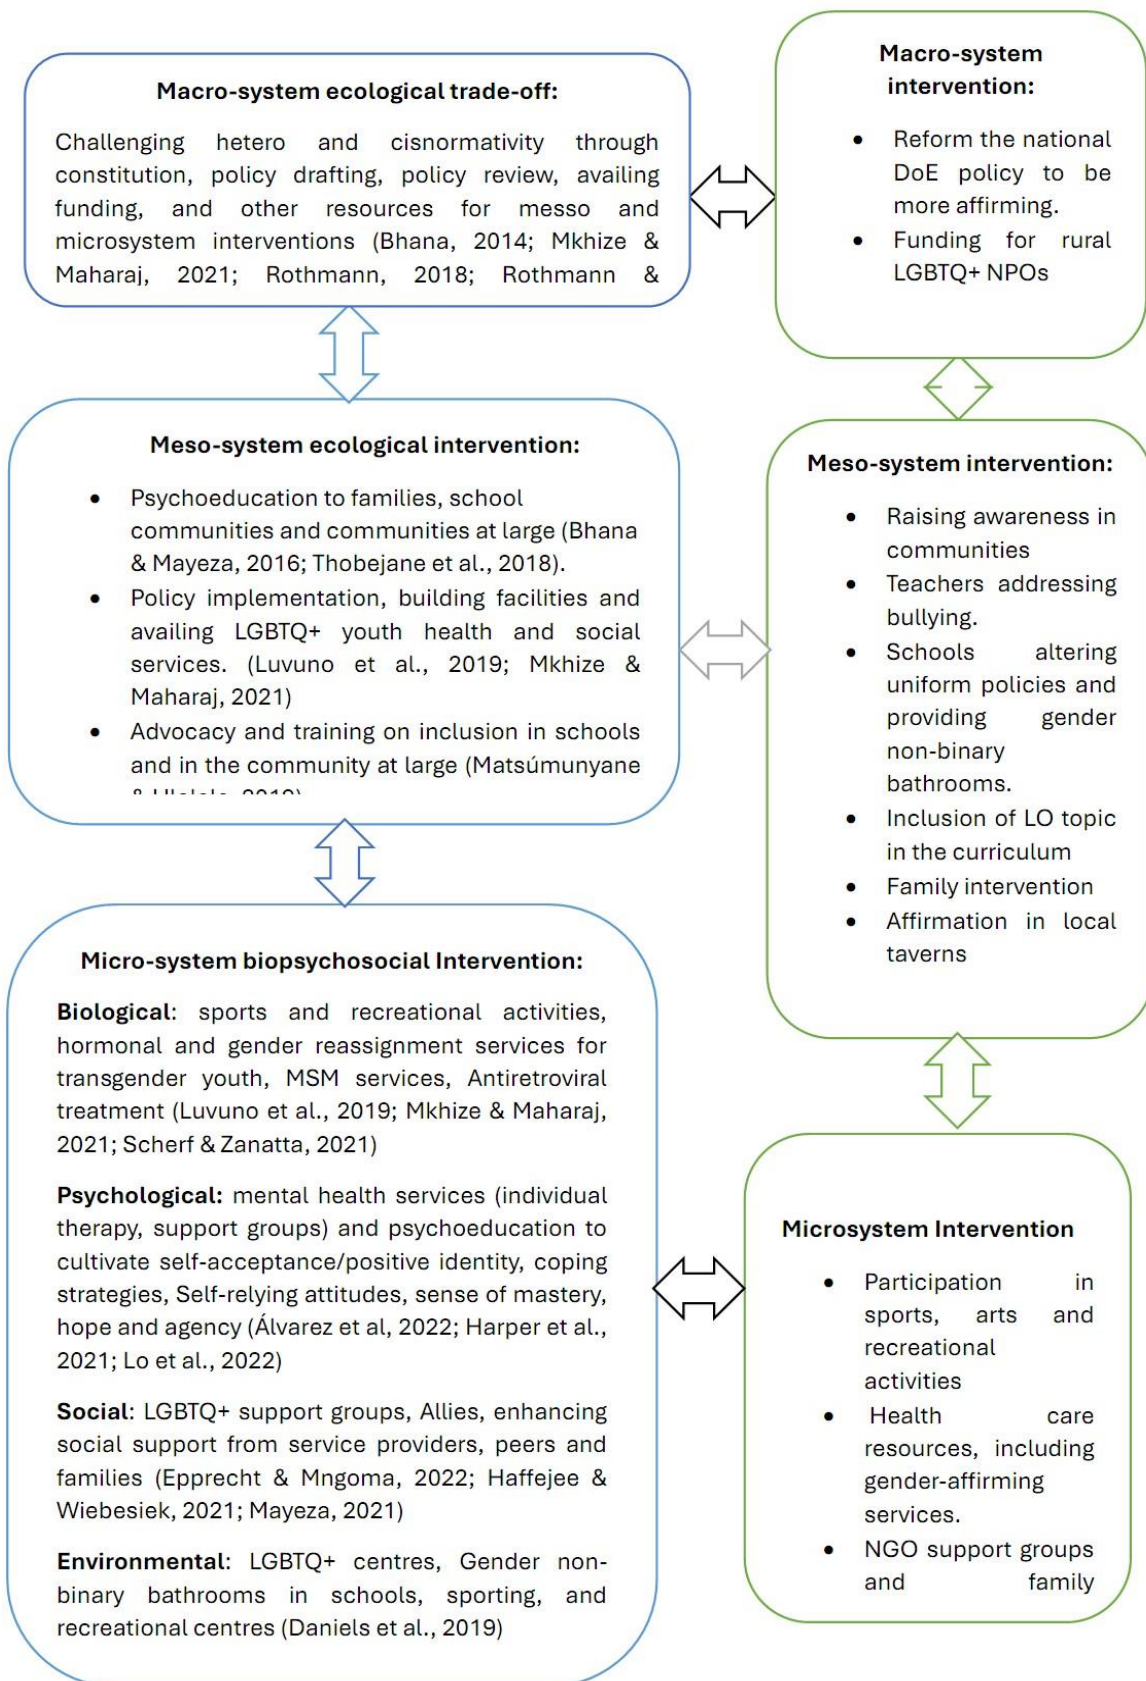 Macro-system ecological trade-off:
Challenging hetero and cisnormativity through
constitution, policy drafting, policy review, availing
funding, and other resources for messo and
microsystem interventions (Bhana, 2014; Mkhize &
Maharaj, 2021; Rothmann, 2018; Rothmann &
Macro-system
intervention:
• Reform the national
DoE policy to be
more affirming.
• Funding for rural
LGBTQ+ NPOs
Meso-system ecological intervention:
• Psychoeducation to families, school
communities and communities at large (Bhana
& Mayeza, 2016; Thobejane et al., 2018).
• Policy implementation, building facilities and
availing LGBTQ+ youth health and social
services. (Luvuno et al., 2019; Mkhize &
Maharaj, 2021)
• Advocacy and training on inclusion in schools
and in the community at large (Matsúmunyane
Meso-system intervention:
• Raising awareness in
communities
• Teachers addressing
bullying.
• Schools altering
uniform policies and
providing gender
non-binary
bathrooms.
• Inclusion of LO topic
in the curriculum
• Family intervention
• Affirmation in local
taverns
Micro-system biopsychosocial Intervention:
Biological: sports and recreational activities,
hormonal and gender reassignment services for
transgender youth, MSM services, Antiretroviral
treatment (Luvuno et al., 2019; Mkhize & Maharaj,
2021; Scherf & Zanatta, 2021)
Psychological: mental health services (individual
therapy, support groups) and psychoeducation to
cultivate self-acceptance/positive identity, coping
strategies, Self-relying attitudes, sense of mastery,
hope and agency (Álvarez et al, 2022; Harper et al.,
2021; Lo et al., 2022)
Social: LGBTQ+ support groups, Allies, enhancing
social support from service providers, peers and
families (Epprecht & Mngoma, 2022; Haffejee &
Wiebesiek, 2021; Mayeza, 2021)
Environmental: LGBTQ+ centres, Gender non-
binary bathrooms in schools, sporting, and
recreational centres (Daniels et al., 2019)
Microsystem Intervention
• Participation in
sports, arts and
recreational
activities
• Health care
resources, including
gender-affirming
services.
• NGO support groups
and family